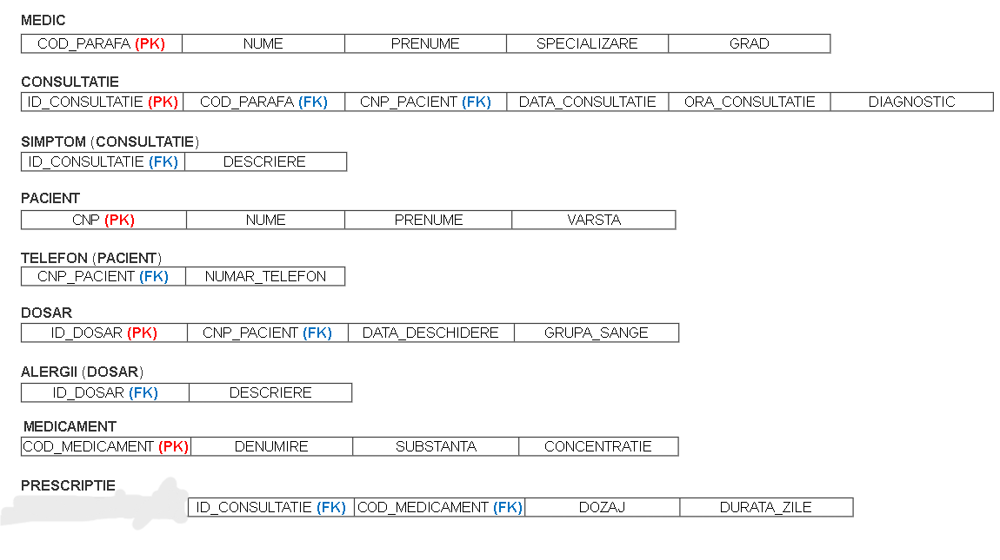 MEDIC
COD_PARAFA (PK) NUME PRENUME SPECIALIZARE GRAD
CONSULTATIE
ID_CONSULTATIE (PK) COD_PARAFA (FK) CNP_PACIENT (FK) DATA_CONSULTATIE ORA_CONSULTATIE DIAGNOSTIC
SIMPTOM (CONSULTATIE)
ID_CONSULTATIE (FK) DESCRIERE
PACIENT
CNP (PK) NUME PRENUME VARSTA
TELEFON (PACIENT)
CNP_PACIENT (FK) NUMAR_TELEFON
DOSAR
ID_DOSAR (PK) CNP_PACIENT (FK) DATA_DESCHIDERE GRUPA_SANGE
ALERGII (DOSAR)
ID_DOSAR (FK) DESCRIERE
MEDICAMENT
COD_MEDICAMENT (PK) DENUMIRE SUBSTANTA CONCENTRATIE
PRESCRIPTIE
ID_CONSULTATIE (FK) COD_MEDICAMENT (FK) DOZAJ DURATA_ZILE